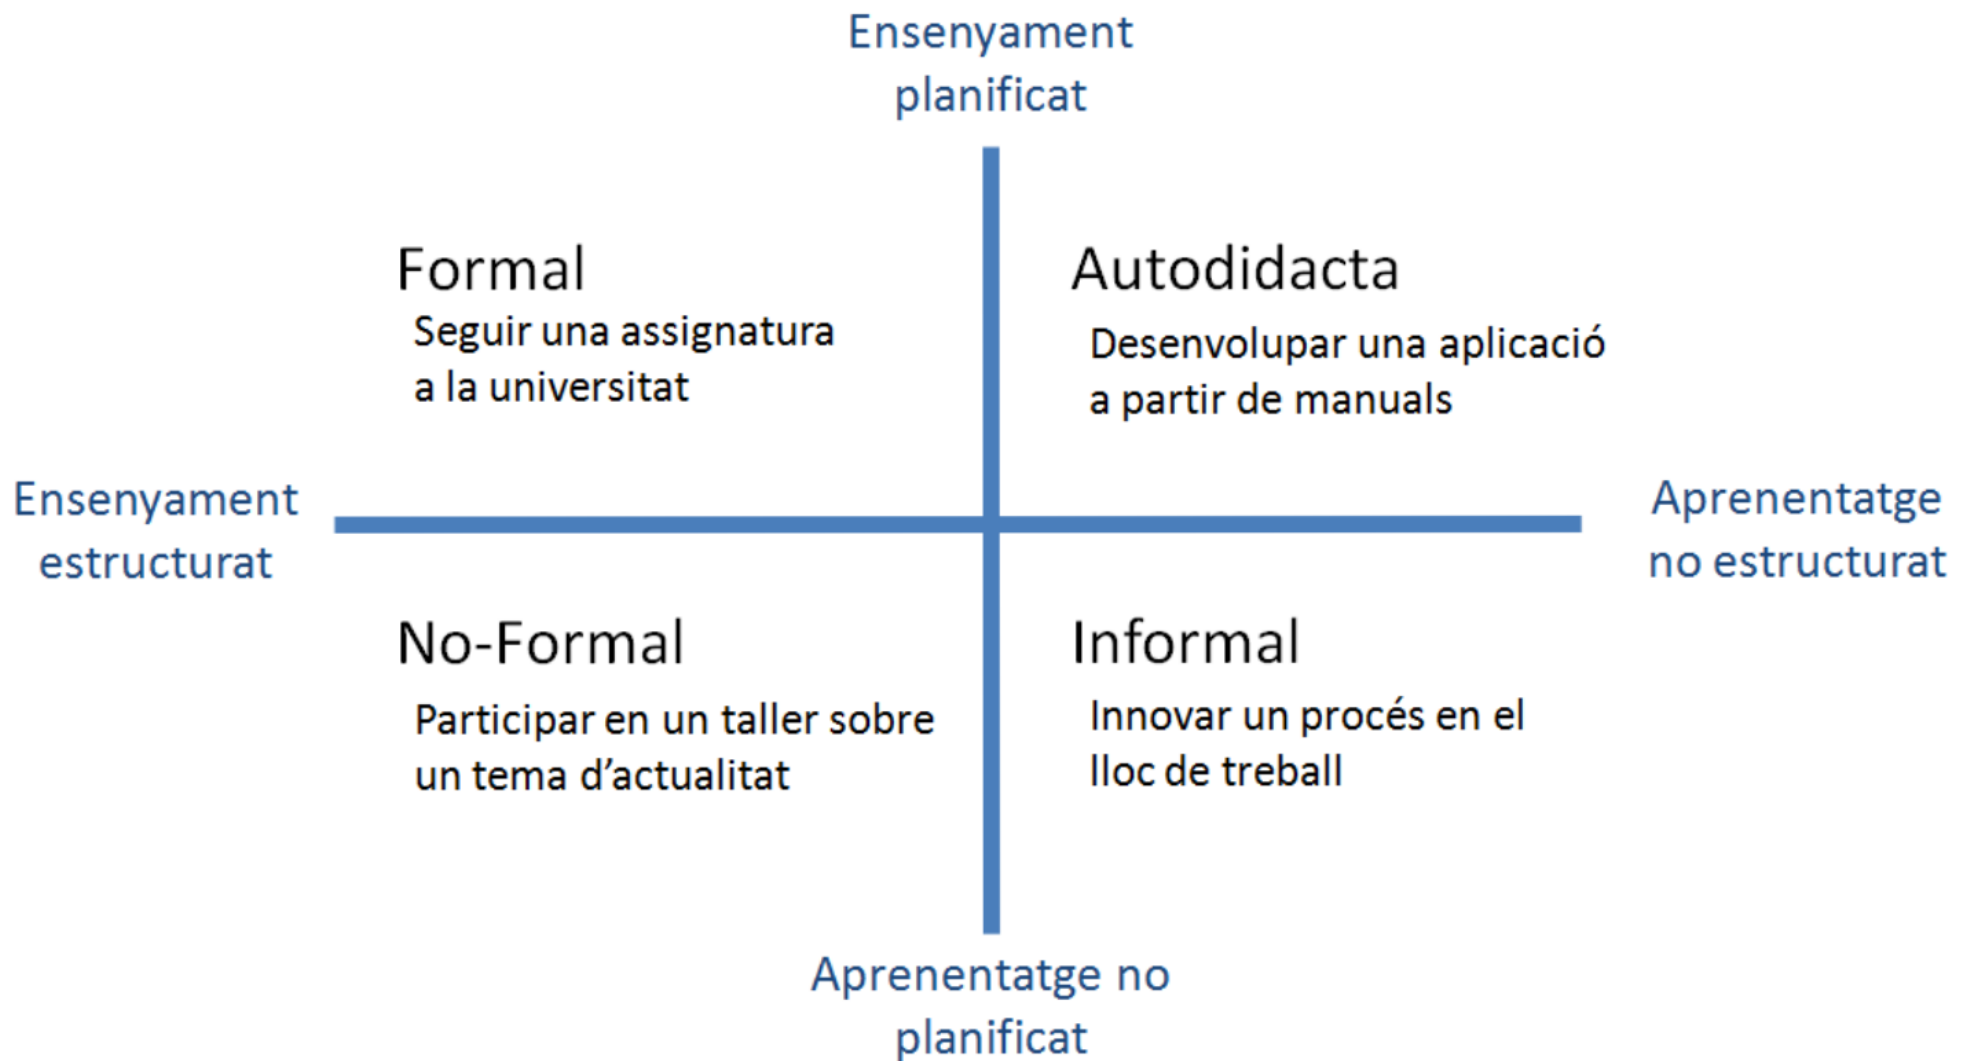 Ensenyament
planificat
Formal
Seguir una assignatura
a la universitat
Autodidacta
Desenvolupar una aplicació
a partir de manuals
Ensenyament
estructurat
Aprenentatge
no estructurat
No-Formal
Participar en un taller sobre
un tema d’actualitat
Informal
Innovar un procés en el
lloc de treball
Aprenentatge no
planificat